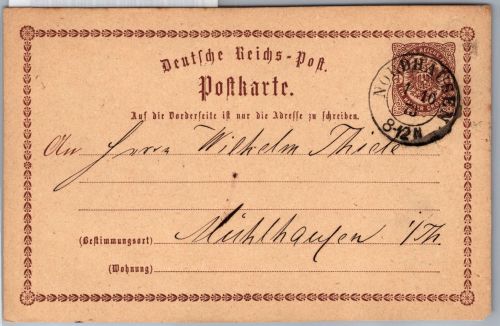 Deutsche Reichs-Post.
Postkarte.
NORDHAUSEN
8-12N
Auf die Vorderseite ist nur die Adresse zu schreiben.
An Herrn Wilhelm Thiele
(Bestimmungsort) Mühlhausen i/Th.
(Wohnung)